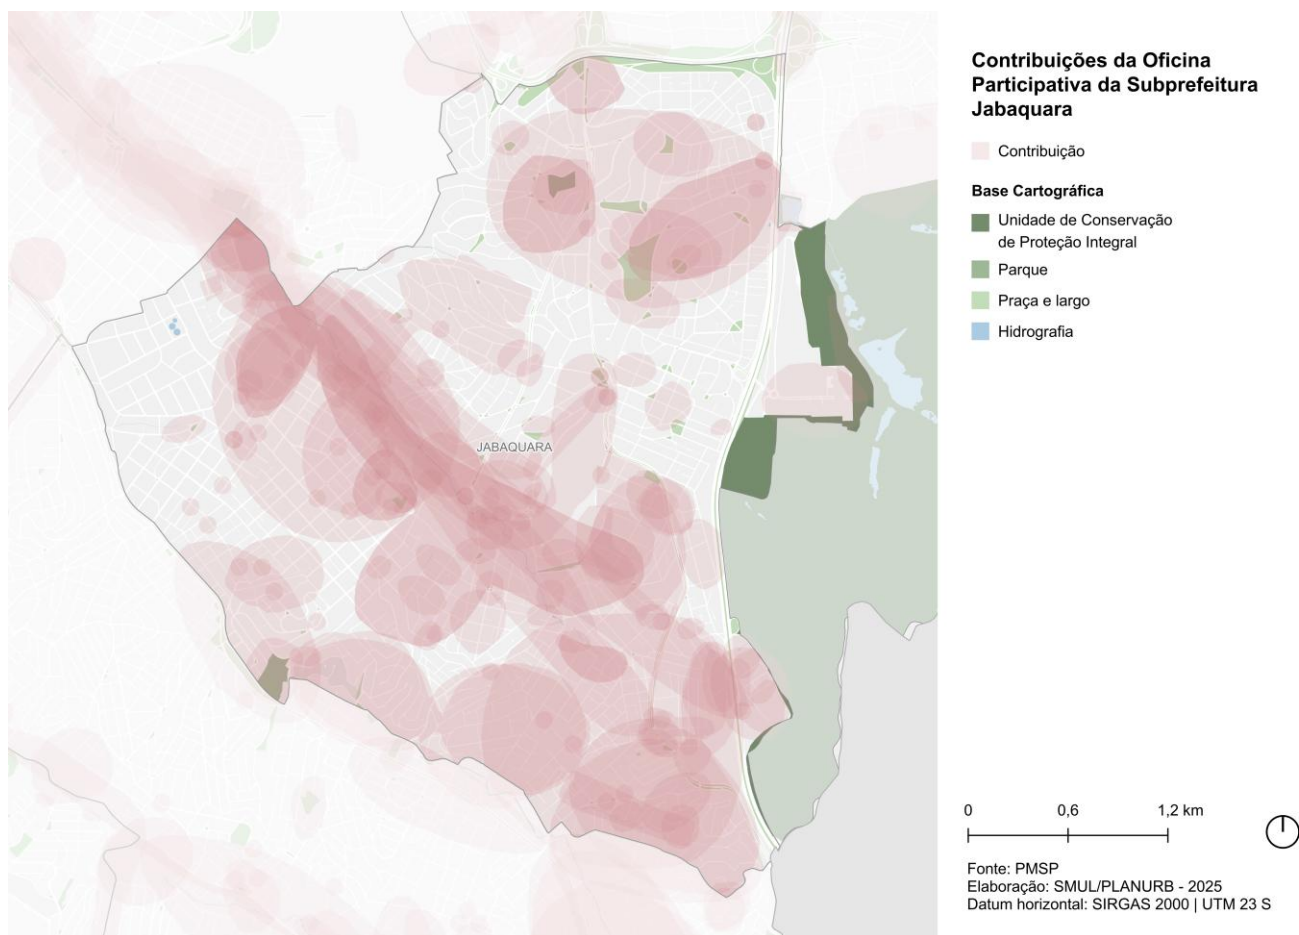 Contribuições da Oficina
Participativa da Subprefeitura
Jabaquara
Contribuição
Base Cartográfica
Unidade de Conservação
de Proteção Integral
Parque
Praça e largo
Hidrografia
JABAQUARA
0 0,6 1,2 km
Fonte: PMSP
Elaboração: SMUL/PLANURB - 2025
Datum horizontal: SIRGAS 2000 | UTM 23 S